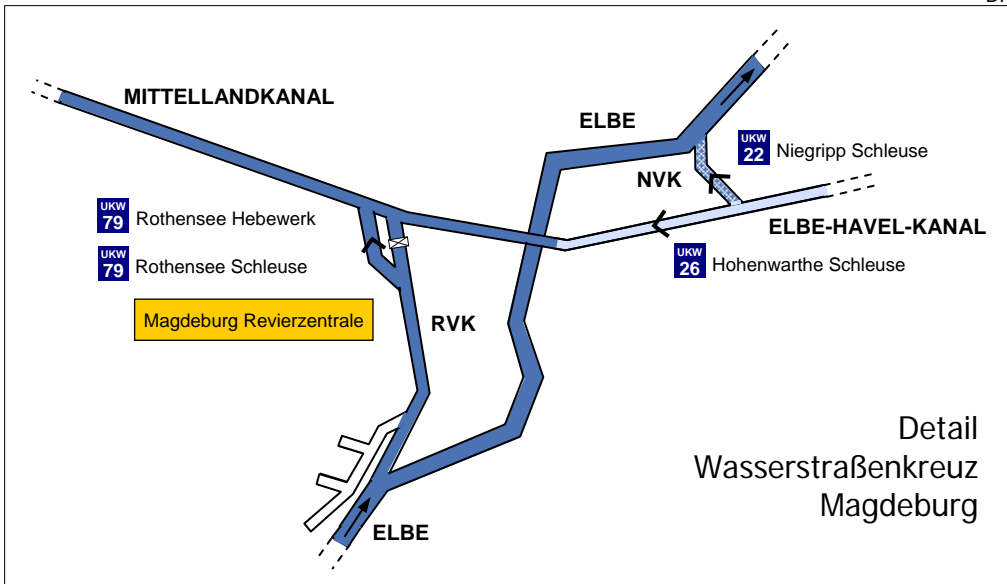 MITTELLANDKANAL
ELBE
UKW
22 Niegripp Schleuse
NVK
UKW
79 Rothensee Hebewerk
ELBE-HAVEL-KANAL
UKW
79 Rothensee Schleuse
UKW
26 Hohenwarthe Schleuse
Magdeburg Revierzentrale
RVK
Detail
Wasserstraßenkreuz
Magdeburg
ELBE